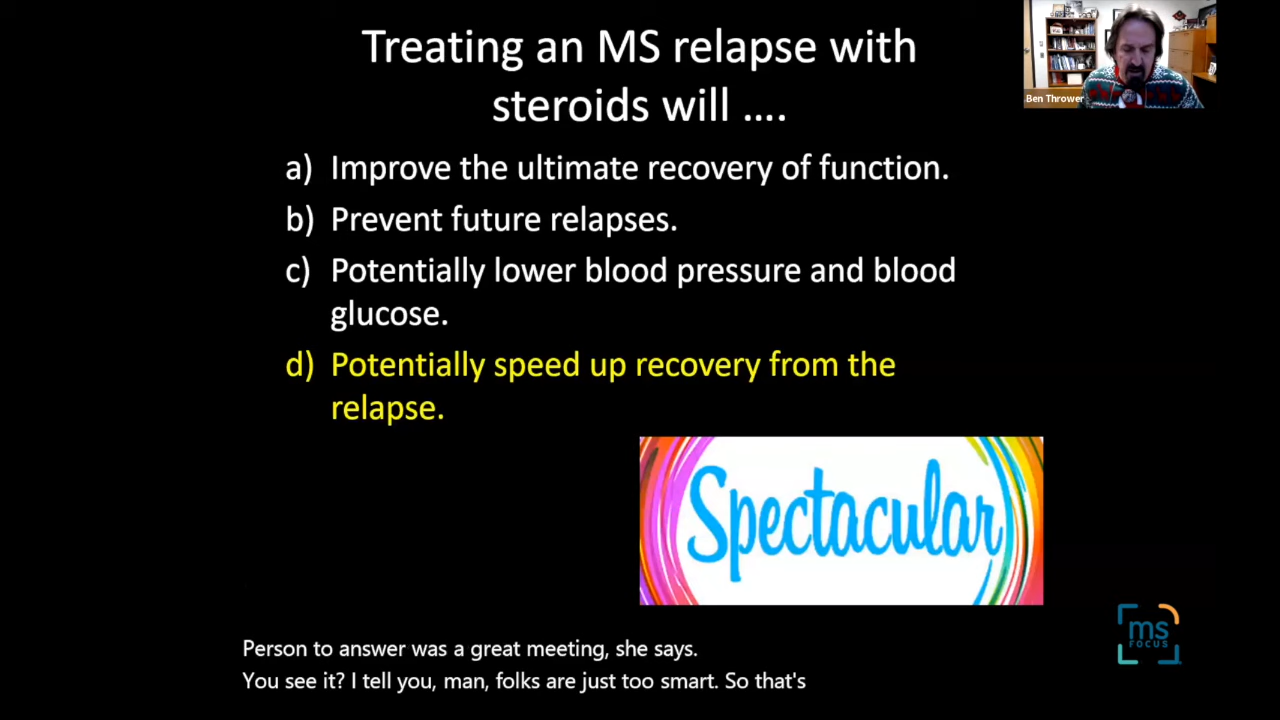 Treating an MS relapse with
steroids will ....
Ben Thrower
a) Improve the ultimate recovery of function.
b) Prevent future relapses.
c) Potentially lower blood pressure and blood
glucose.
d) Potentially speed up recovery from the
relapse.
Spectacular
ms
FOCUS
Person to answer was a great meeting, she says.
You see it? I tell you, man, folks are just too smart. So that's